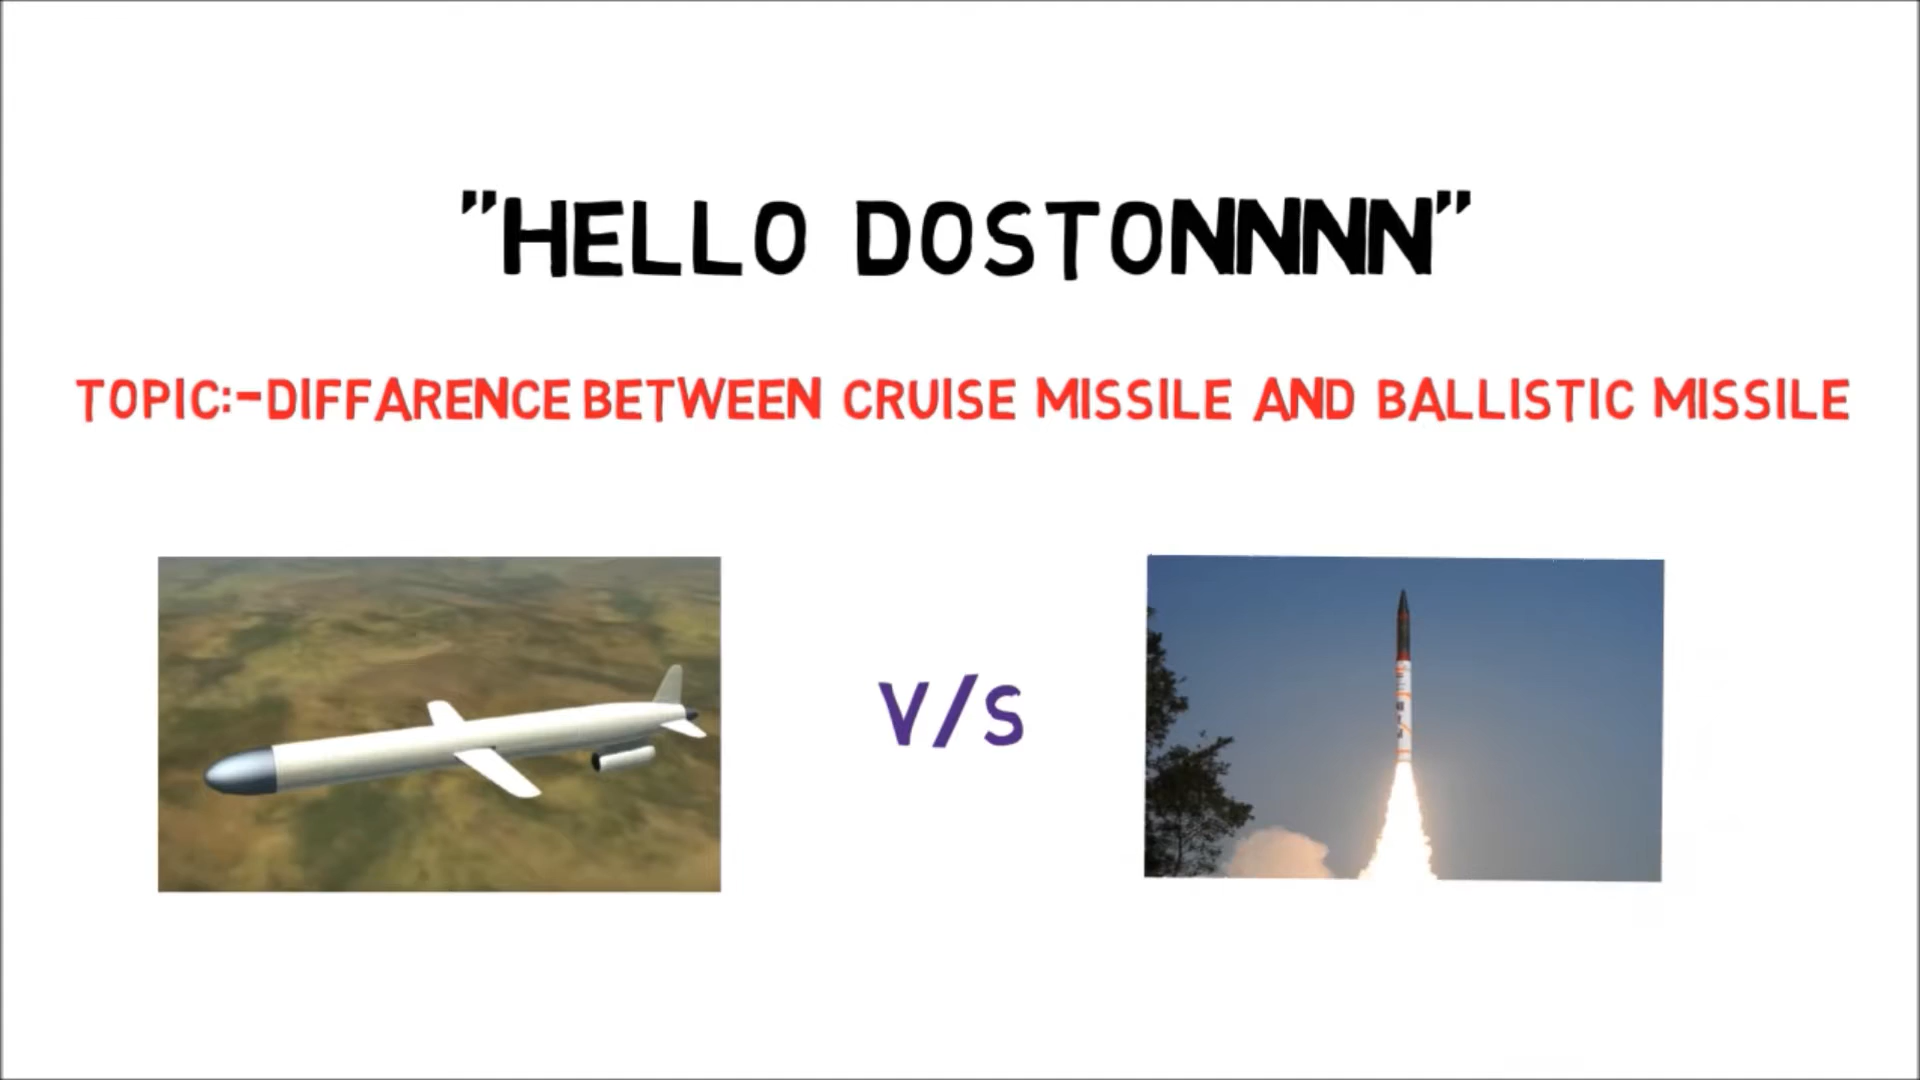 "HELLO DOSTONNNN"
TOPIC:-DIFFARENCE BETWEEN CRUISE MISSILE AND BALLISTIC MISSILE
V/S